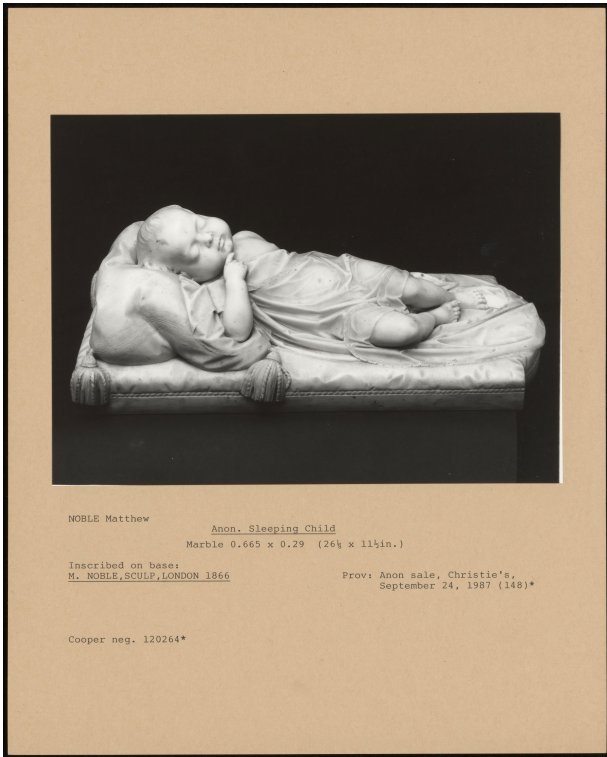 NOBLE Matthew
Anon. Sleeping Child
Marble 0.665 x 0.29 (26⅛ x 11½in.)
Inscribed on base:
M. NOBLE,SCULP,LONDON 1866
Prov: Anon sale, Christie's,
September 24, 1987 (148)*
Cooper neg. 120264*